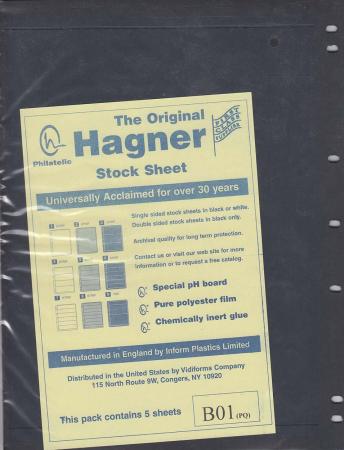 The Original
Hagner
Philatelic
FIRST
CLASS
SUPPLIES
Stock Sheet
Universally Acclaimed for over 30 years
Single sided stock sheets in black or white.
Double sided stock sheets in black only.
Archival quality for long term protection.
Contact us or visit our web site for more
information or to request a free catalog.
Special pH board
Pure polyester film
Chemically inert glue
Manufactured in England by Inform Plastics Limited
Distributed in the United States by Vidiforms Company
115 North Route 9W, Congers, NY 10920
This pack contains 5 sheets
B01 (PQ)